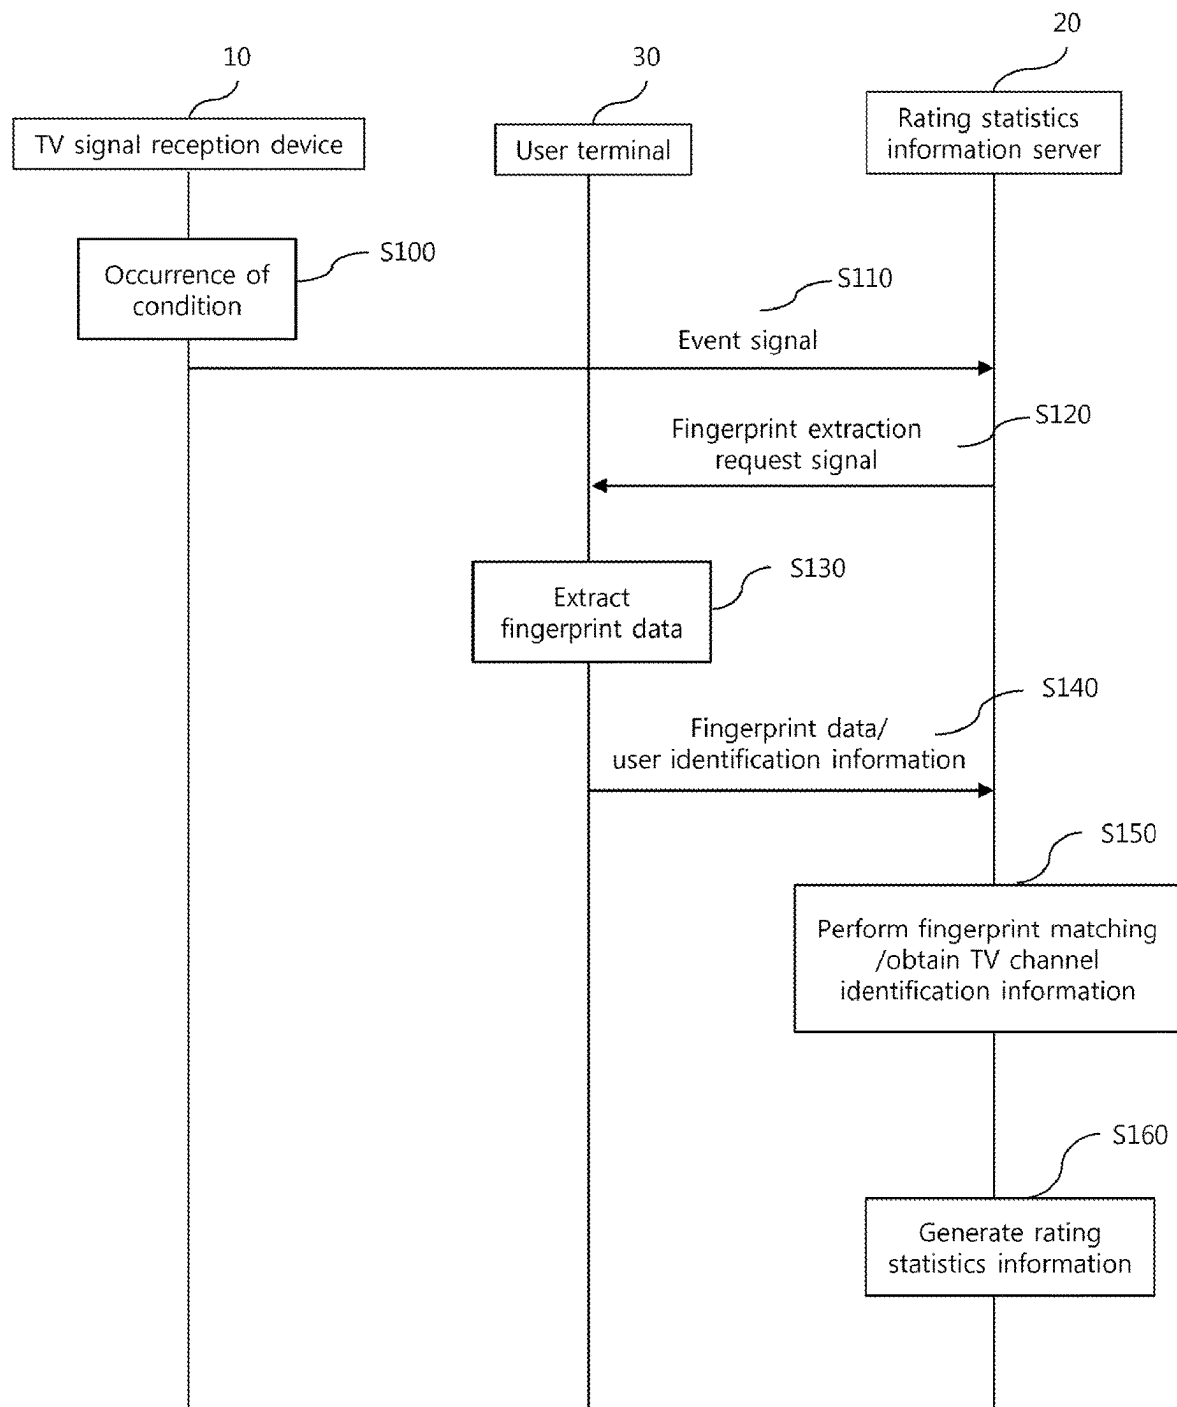 10
30
20
TV signal reception device
User terminal
Rating statistics
information server
Occurrence of
condition
S100
S110
Event signal
S120
Fingerprint extraction
request signal
S130
Extract
fingerprint data
S140
Fingerprint data/
user identification information
S150
Perform fingerprint matching
/obtain TV channel
identification information
S160
Generate rating
statistics information